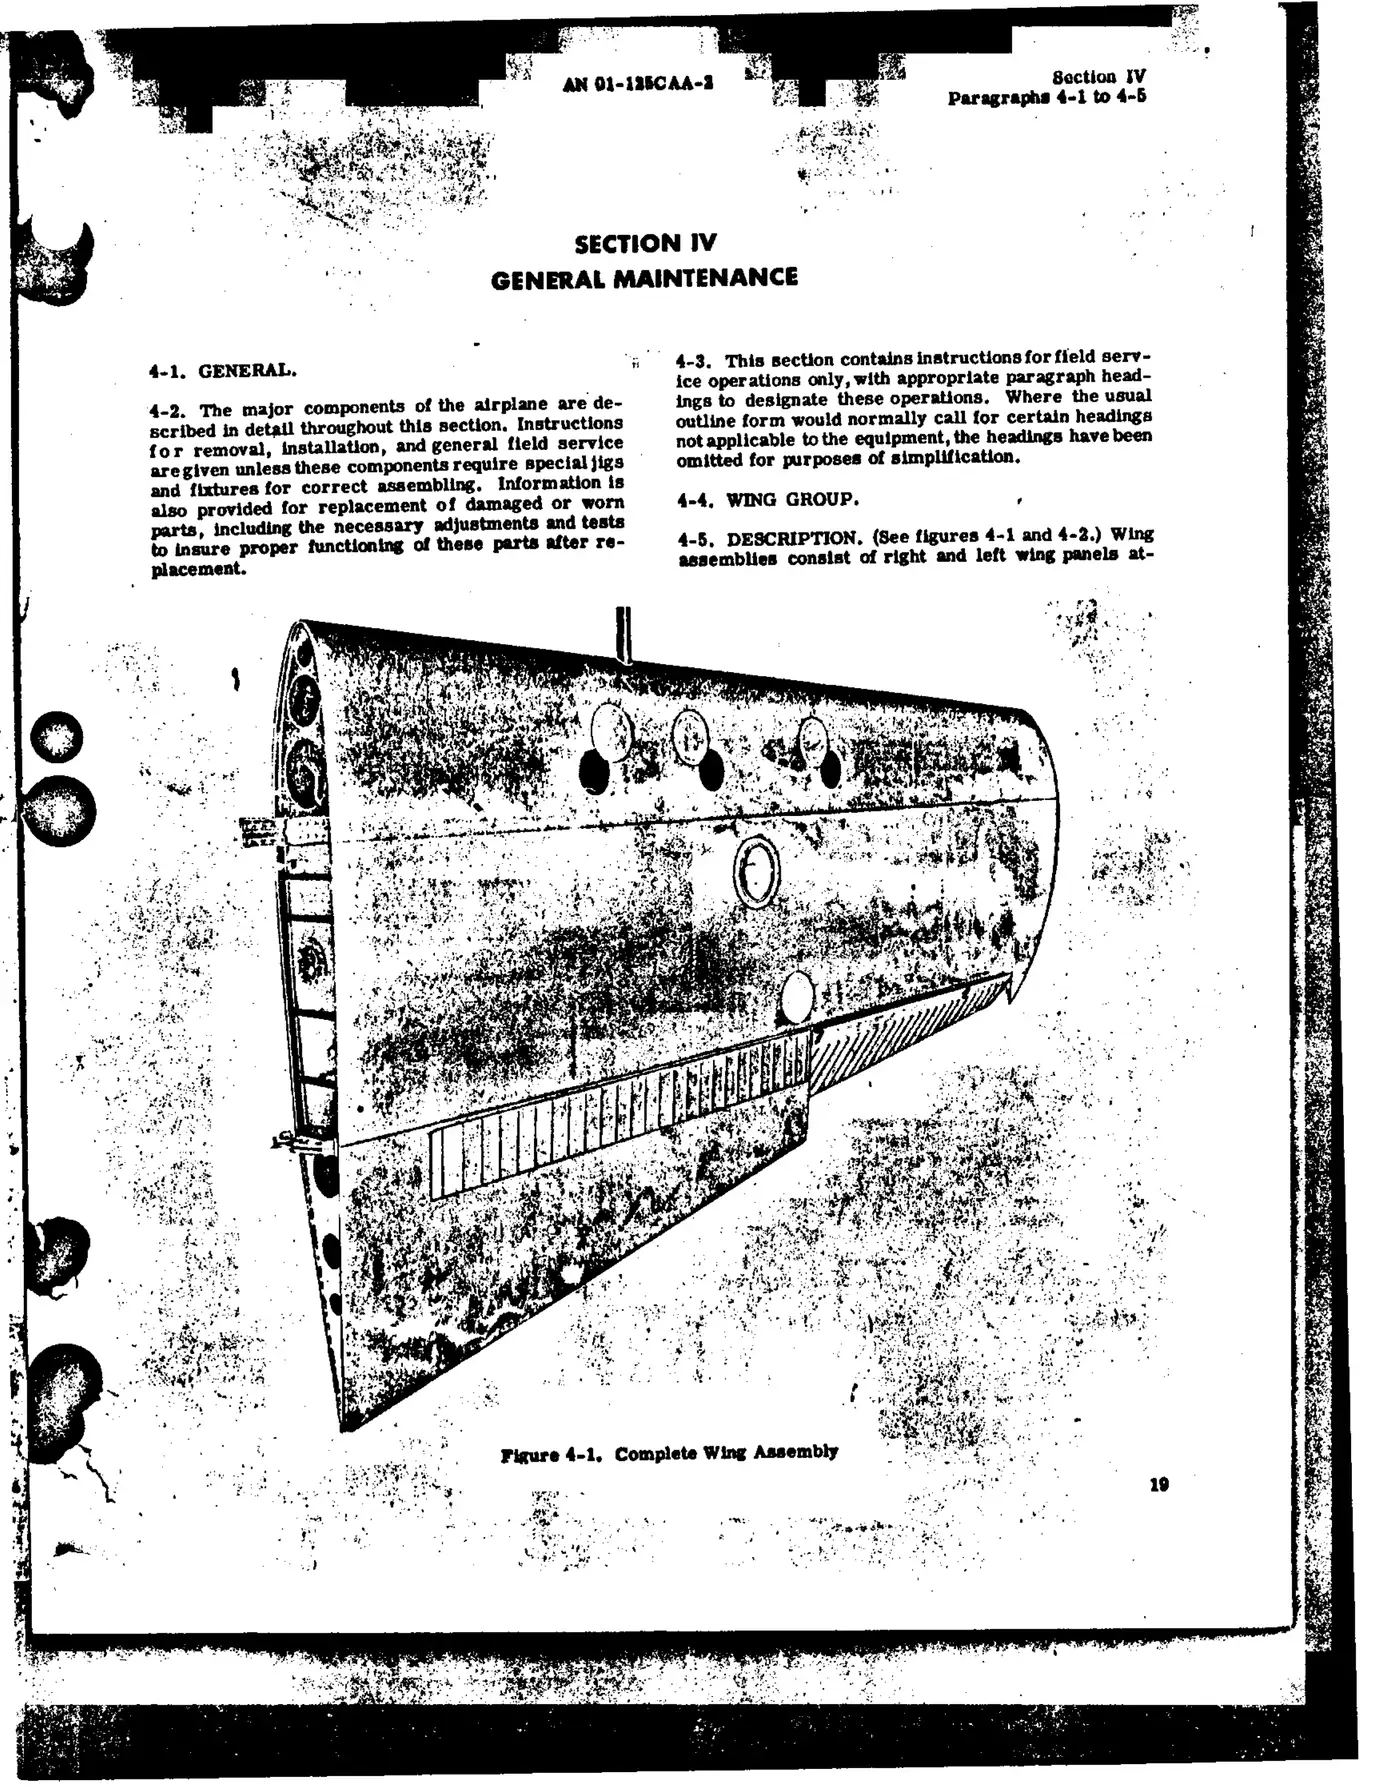 AN 01-125CAA-2
Section IV
Paragraphs 4-1 to 4-5
SECTION IV
GENERAL MAINTENANCE
4-1. GENERAL.
4-2. The major components of the airplane are de-
scribed in detail throughout this section. Instructions
for removal, installation, and general field service
are given unless these components require special jigs
and fixtures for correct assembling. Information is
also provided for replacement of damaged or worn
parts, including the necessary adjustments and tests
to insure proper functioning of these parts after re-
placement.
4-3. This section contains instructions for field serv-
ice operations only, with appropriate paragraph head-
ings to designate these operations. Where the usual
outline form would normally call for certain headings
not applicable to the equipment, the headings have been
omitted for purposes of simplification.
4-4. WING GROUP.
4-5. DESCRIPTION. (See figures 4-1 and 4-2.) Wing
assemblies consist of right and left wing panels at-
Figure 4-1. Complete Wing Assembly
19